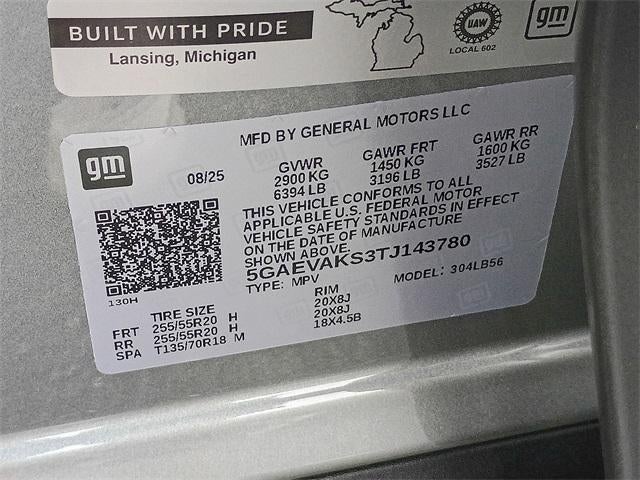 BUILT WITH PRIDE
Lansing, Michigan
UAW
LOCAL 602
gm
MFD BY GENERAL MOTORS LLC
gm
08/25
GVWR GAWR FRT GAWR RR
2900 KG 1450 KG 1600 KG
6394 LB 3196 LB 3527 LB
THIS VEHICLE CONFORMS TO ALL
APPLICABLE U.S. FEDERAL MOTOR
VEHICLE SAFETY STANDARDS IN EFFECT
ON THE DATE OF MANUFACTURE
SHOWN ABOVE.
5GAEVAKS3TJ143780
TYPE: MPV MODEL: 304LB56
130H
TIRE SIZE RIM
FRT 255/55R20 H 20X8J
RR 255/55R20 H 20X8J
SPA T135/70R18 M 18X4.5B